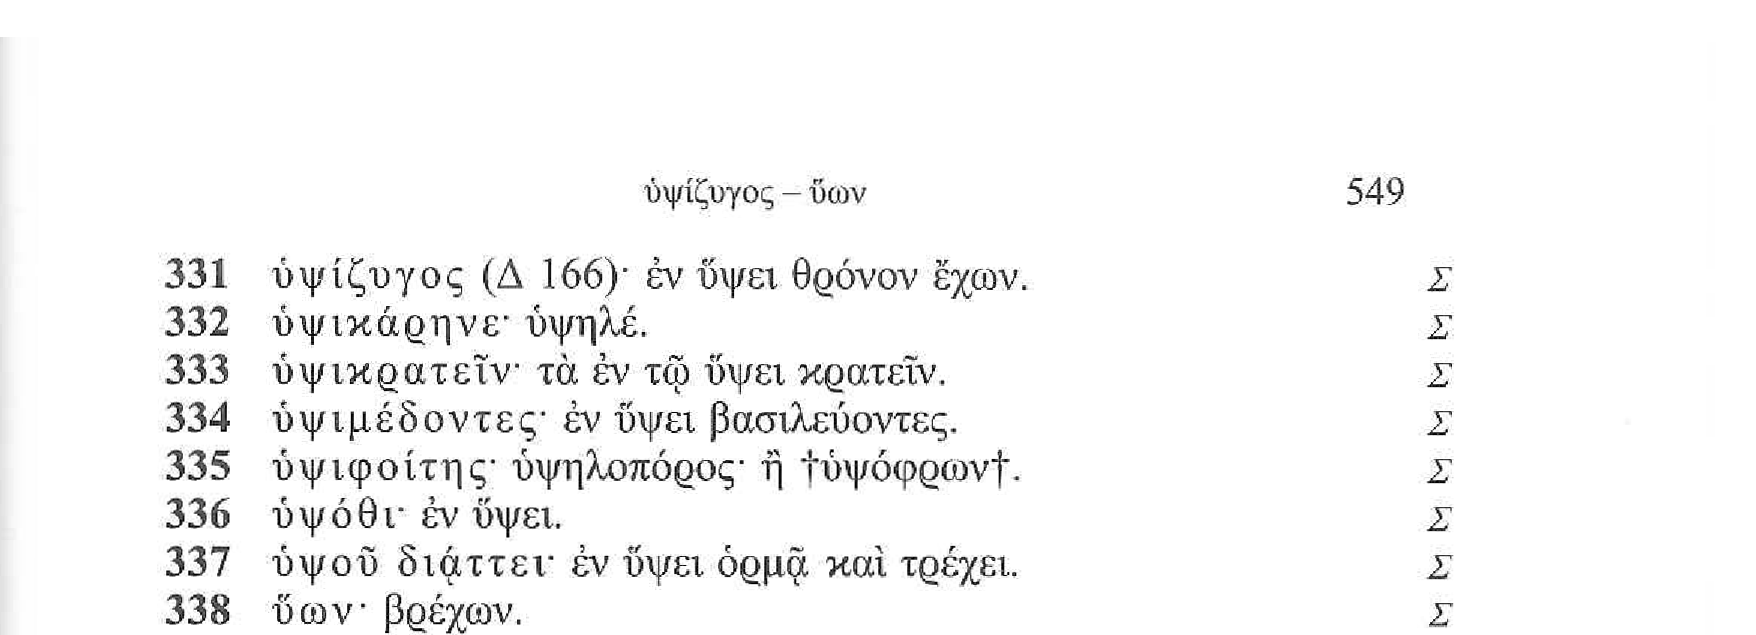 ὑψίζυγος – ὕων 549
331 ὑψίζυγος (Δ 166)· ἐν ὕψει θρόνον ἔχων. Σ
332 ὑψικάρηνε· ὑψηλέ. Σ
333 ὑψικρατεῖν· τὰ ἐν τῷ ὕψει κρατεῖν. Σ
334 ὑψιμέδοντες· ἐν ὕψει βασιλεύοντες. Σ
335 ὑψιφοίτης· ὑψηλοπόρος· ἢ †ὑψόφρων†. Σ
336 ὑψόθι· ἐν ὕψει. Σ
337 ὑψοῦ διᾴττει· ἐν ὕψει ὁρμᾷ καὶ τρέχει. Σ
338 ὕων· βρέχων. Σ